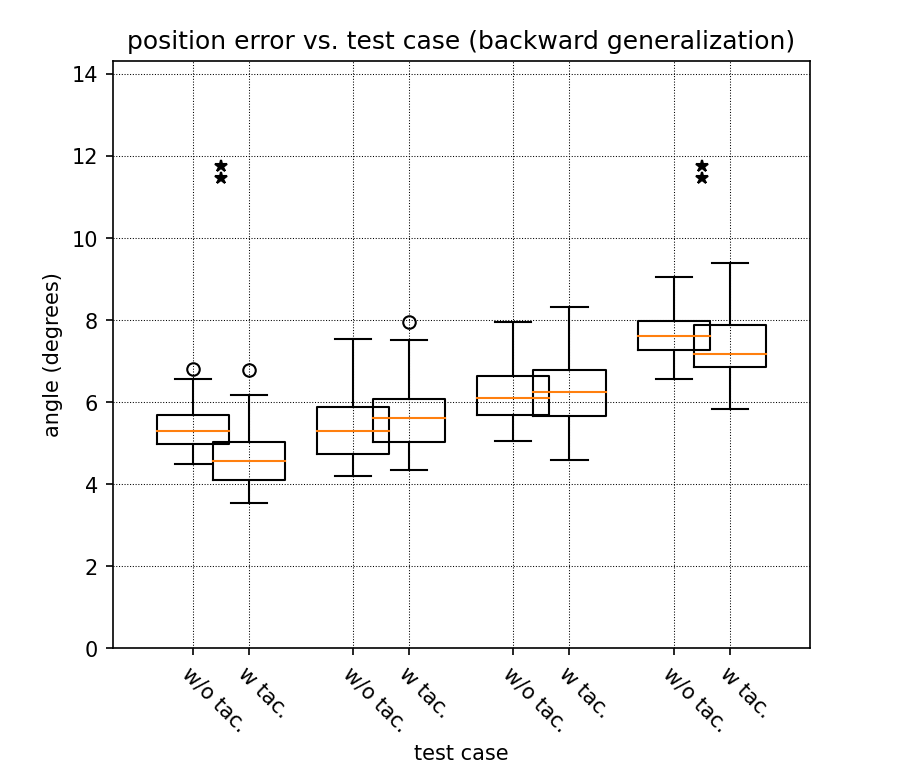 position error vs. test case (backward generalization)
14
12
10
8
6
4
2
0
angle (degrees)
w/o tac.
w tac.
w/o tac.
w tac.
w/o tac.
w tac.
w/o tac.
w tac.
test case